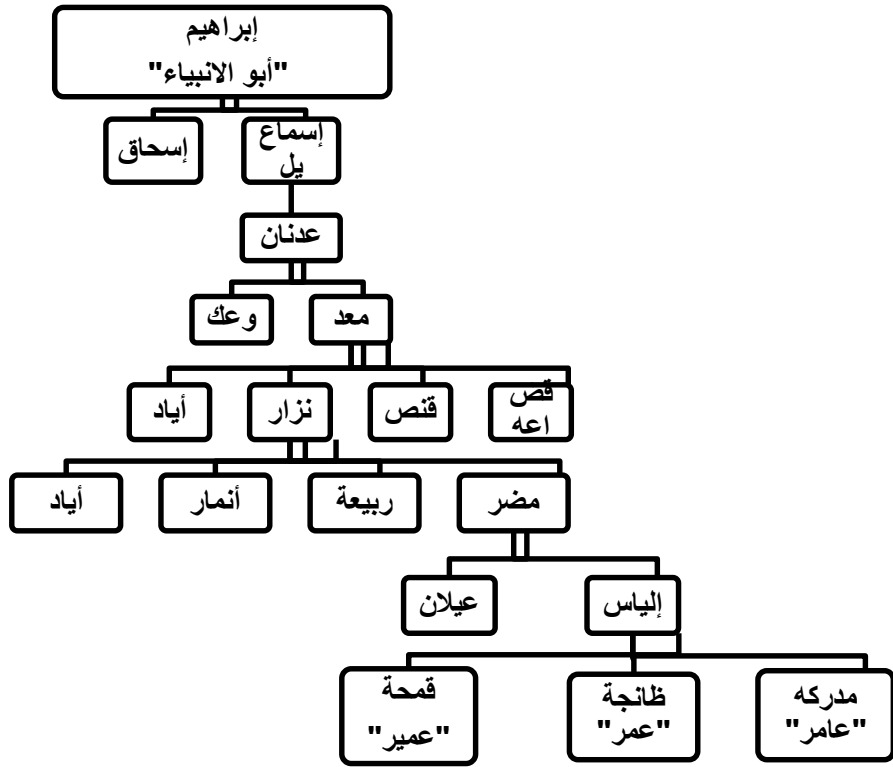 إبراهيم
"أبو الانبياء"
إسماع
يل
إسحاق
عدنان
معد
وعك
قص
اعه
قنص
نزار
أياد
مضر
ربيعة
أنمار
أياد
إلياس
عيلان
مدركه
"عامر"
ظانجة
"عمر"
قمحة
"عمير"